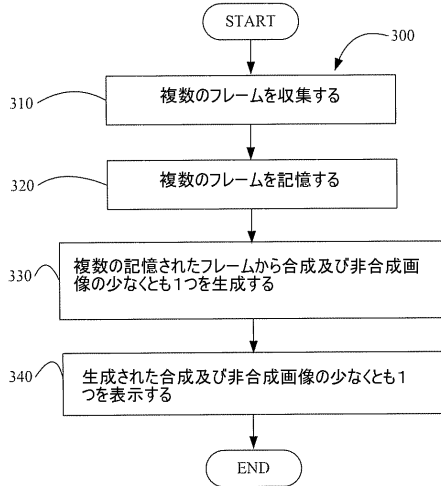 START
300
310
複数のフレームを収集する
320
複数のフレームを記憶する
330
複数の記憶されたフレームから合成及び非合成画
像の少なくとも1つを生成する
340
生成された合成及び非合成画像の少なくとも1
つを表示する
END